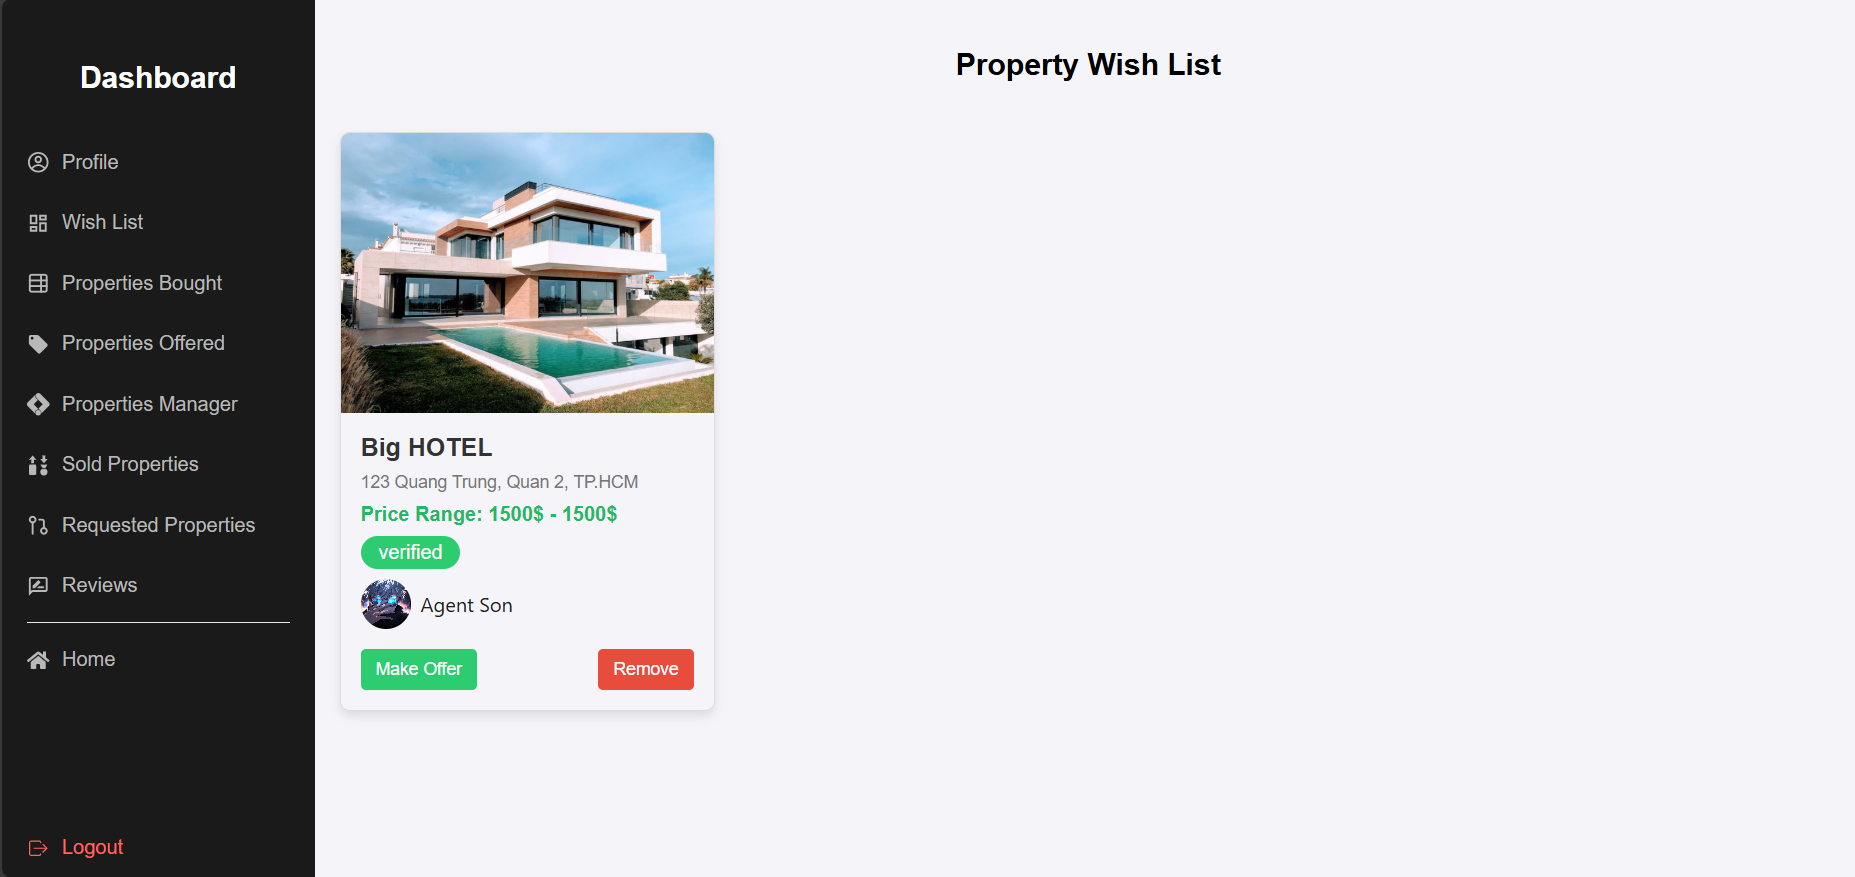 Dashboard
Profile
Wish List
Properties Bought
Properties Offered
Properties Manager
Sold Properties
Requested Properties
Reviews
Home
Logout
Property Wish List
Big HOTEL
123 Quang Trung, Quan 2, TP.HCM
Price Range: 1500$ - 1500$
verified
Agent Son
Make Offer
Remove